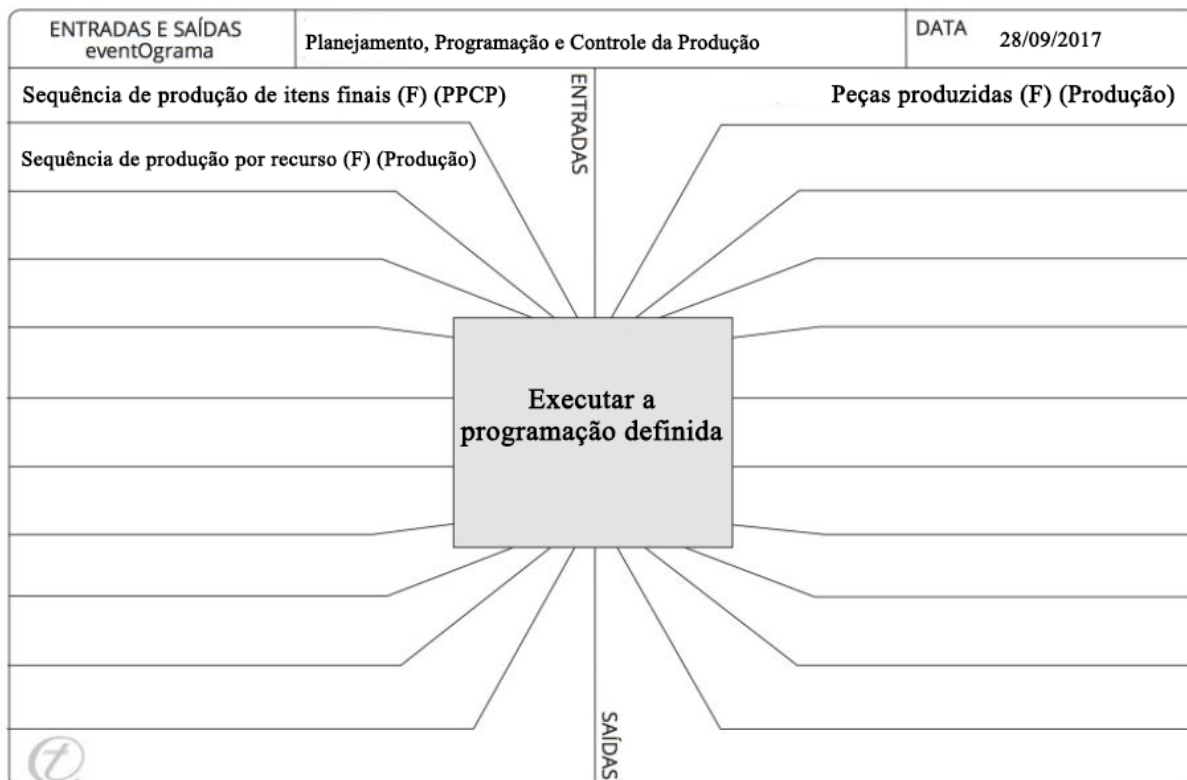 ENTRADAS E SAÍDAS
eventOgrama
Planejamento, Programação e Controle da Produção
DATA
28/09/2017
Sequência de produção de itens finais (F) (PPCP)
ENTRADAS
Peças produzidas (F) (Produção)
Sequência de produção por recurso (F) (Produção)
Executar a
programação definida
SAÍDAS